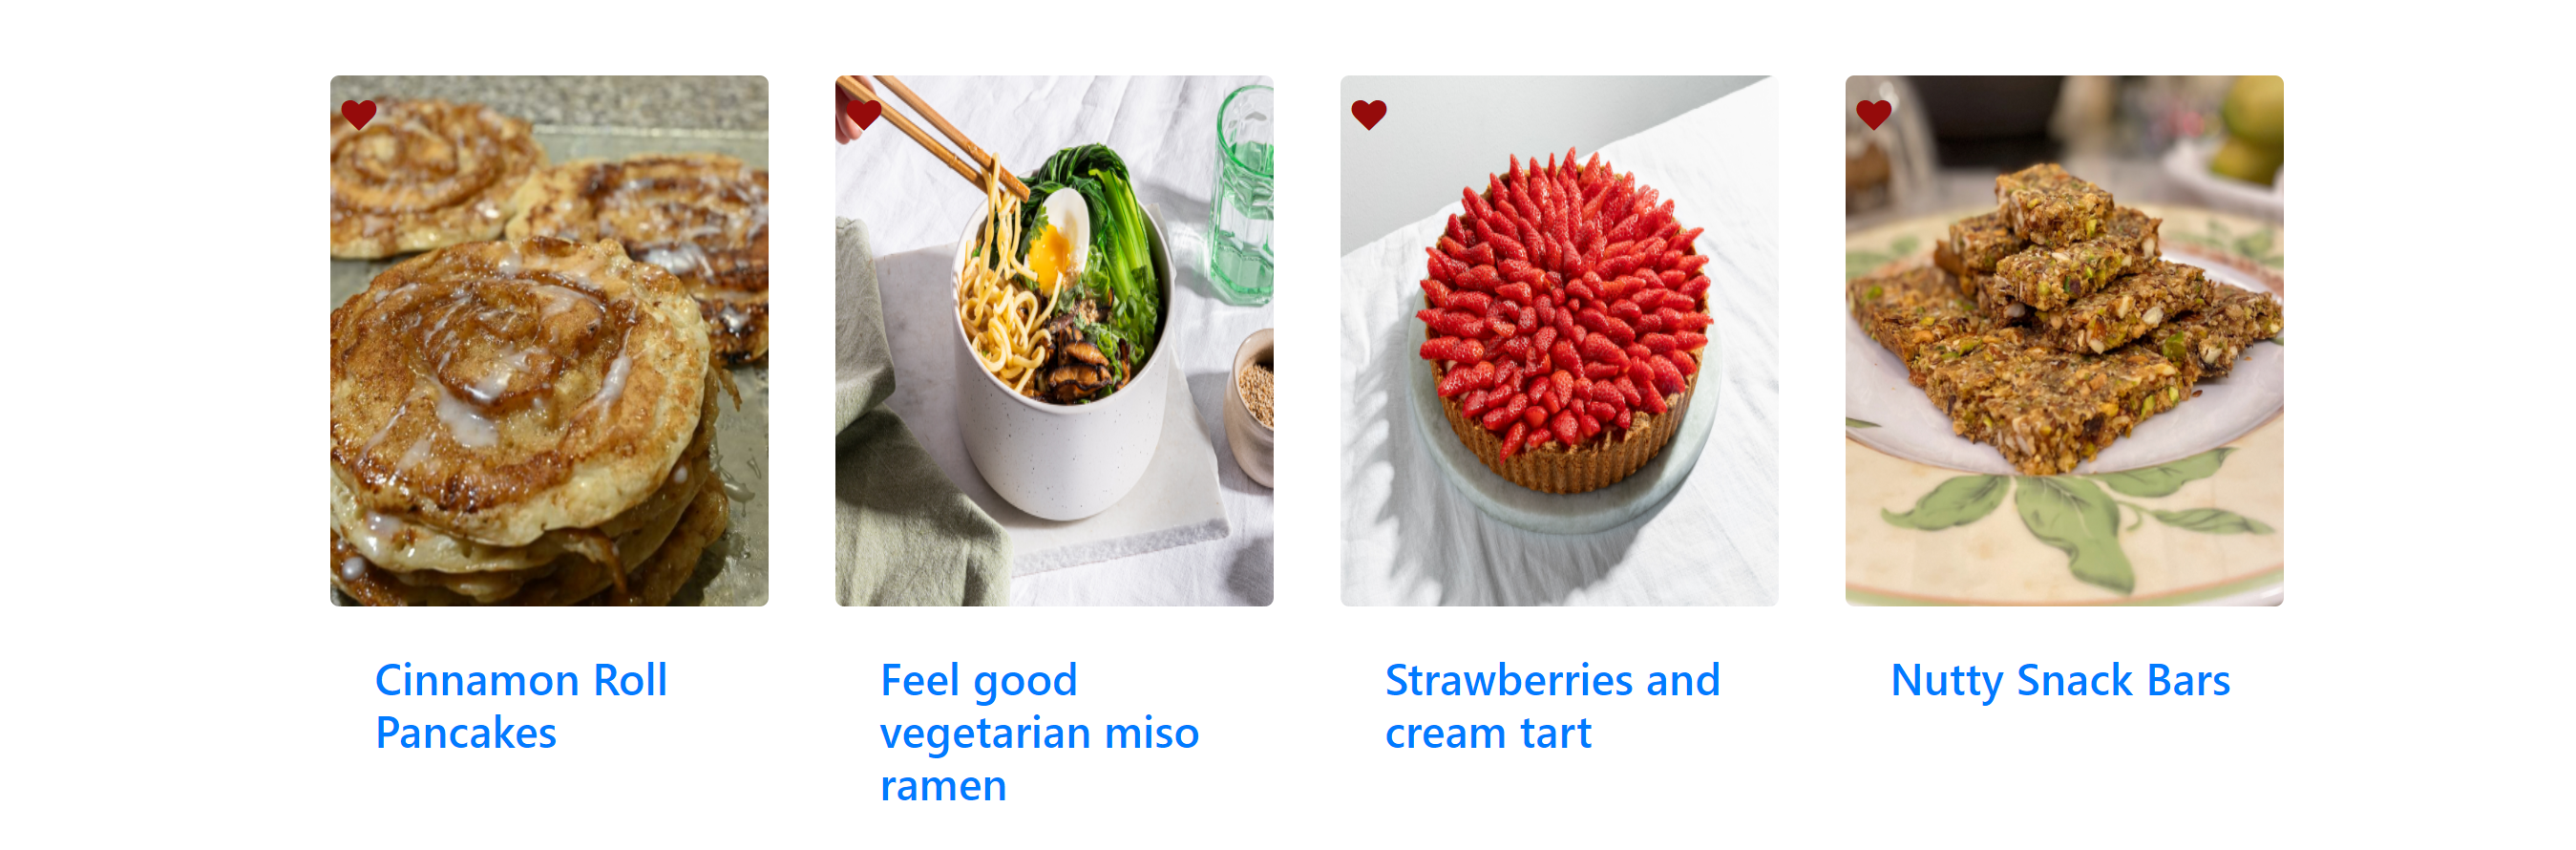 Cinnamon Roll
Pancakes
Feel good
vegetarian miso
ramen
Strawberries and
cream tart
Nutty Snack Bars